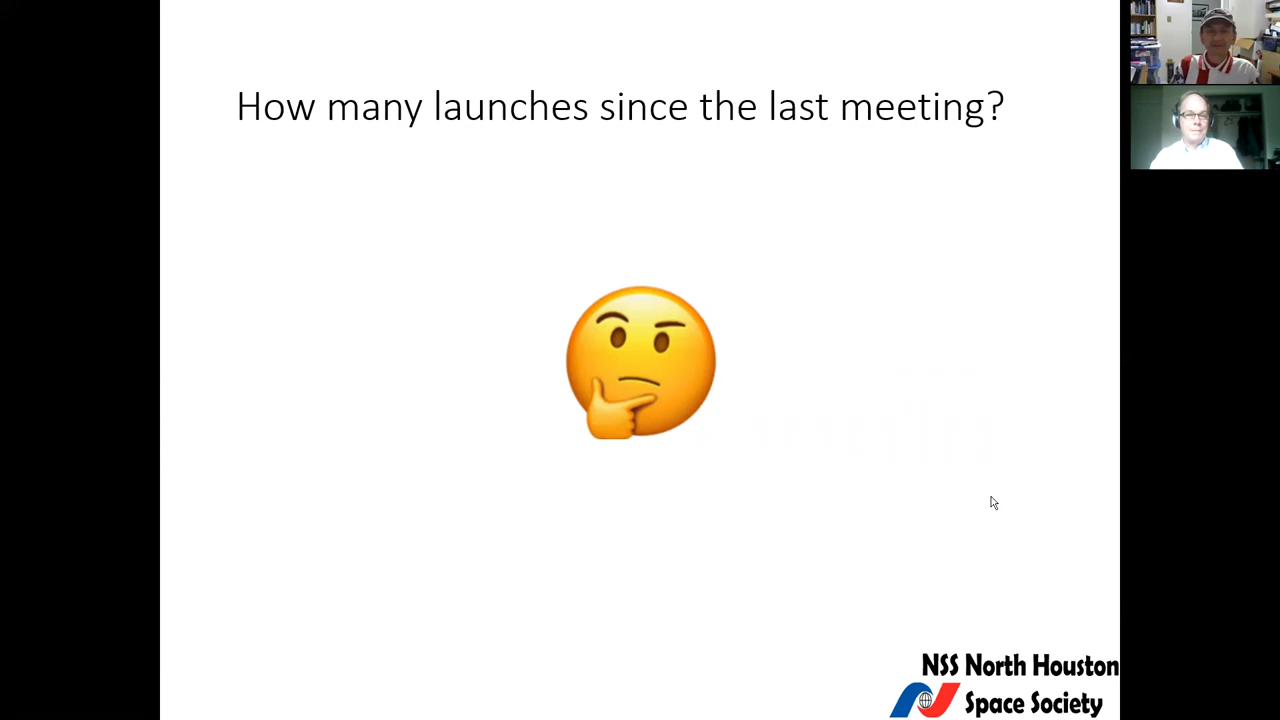 How many launches since the last meeting?
NSS North Houston
Space Society